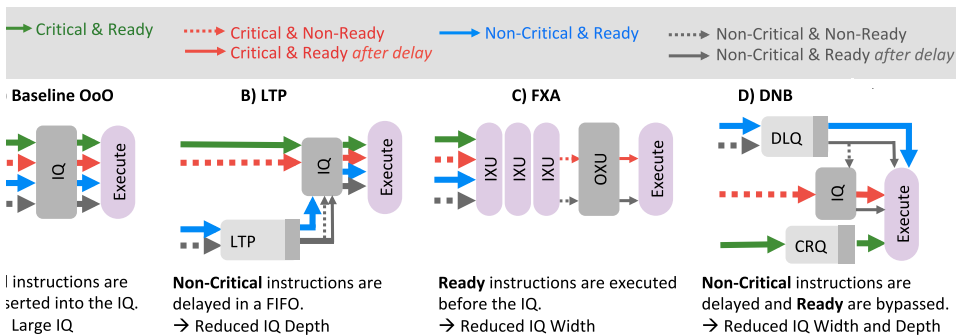 Critical & Ready
Critical & Non-Ready
Critical & Ready after delay
Non-Critical & Ready
Non-Critical & Non-Ready
Non-Critical & Ready after delay
) Baseline OoO
IQ
Execute
instructions are
serted into the IQ.
Large IQ
B) LTP
IQ
Execute
LTP
Non-Critical instructions are
delayed in a FIFO.
→ Reduced IQ Depth
C) FXA
IXU
IXU
IXU
OXU
Execute
Ready instructions are executed
before the IQ.
→ Reduced IQ Width
D) DNB
DLQ
IQ
Execute
CRQ
Non-Critical instructions are
delayed and Ready are bypassed.
→ Reduced IQ Width and Depth